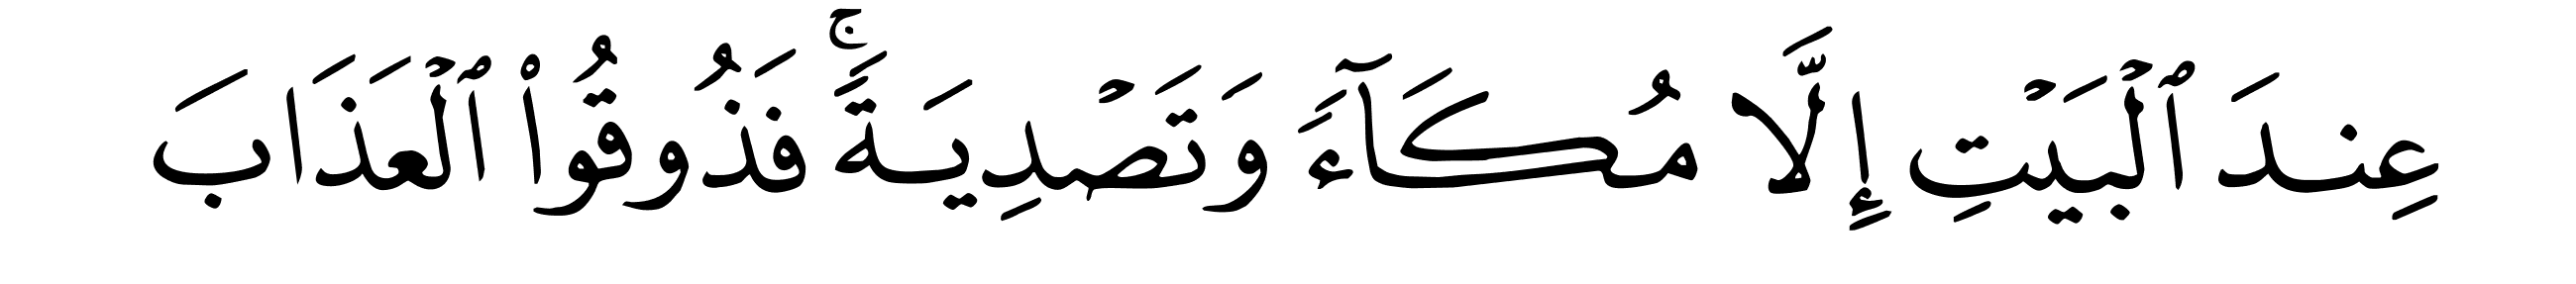 عِندَ ٱلْبَيْتِ إِلَّا مُكَآءً وَتَصْدِيَةً ۚ فَذُوقُوا۟ ٱلْعَذَابَ